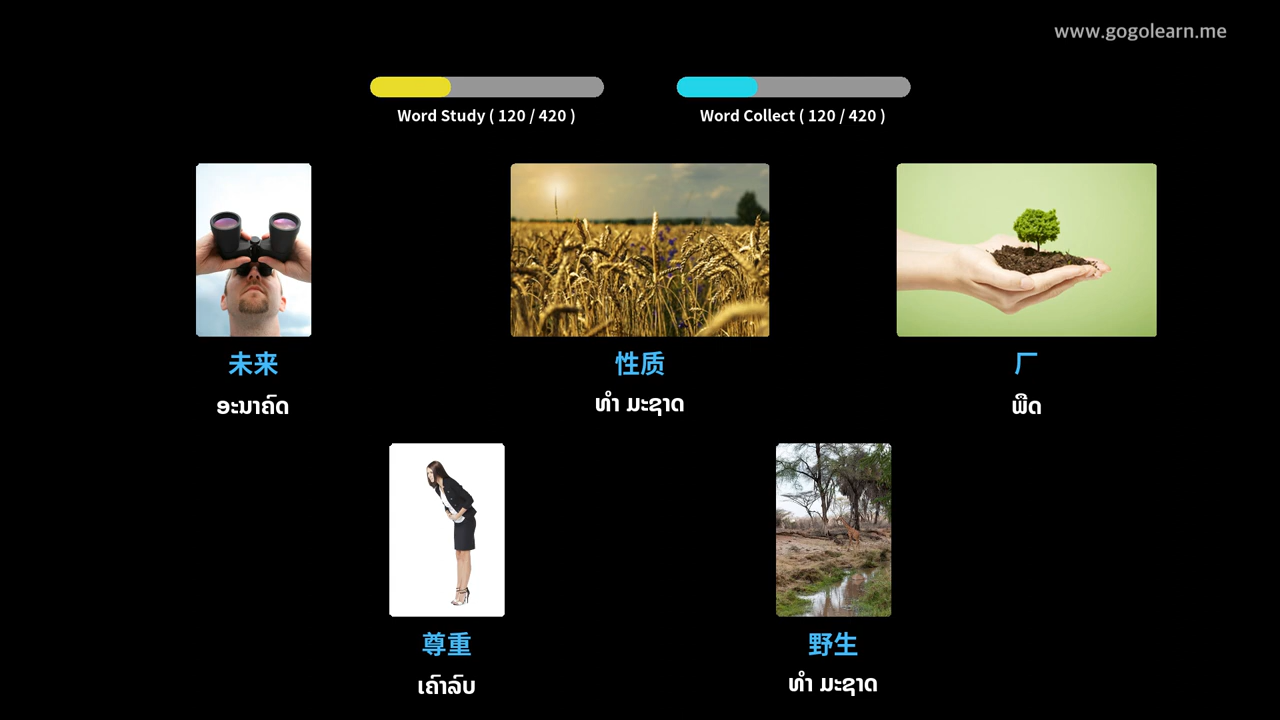 www.gogolearn.me
Word Study ( 120 / 420 )
Word Collect ( 120 / 420 )
未来
ອະນາຄົດ
性质
ທຳ ມະຊາດ
厂
ພືດ
尊重
ເຄົາລົບ
野生
ທຳ ມະຊາດ